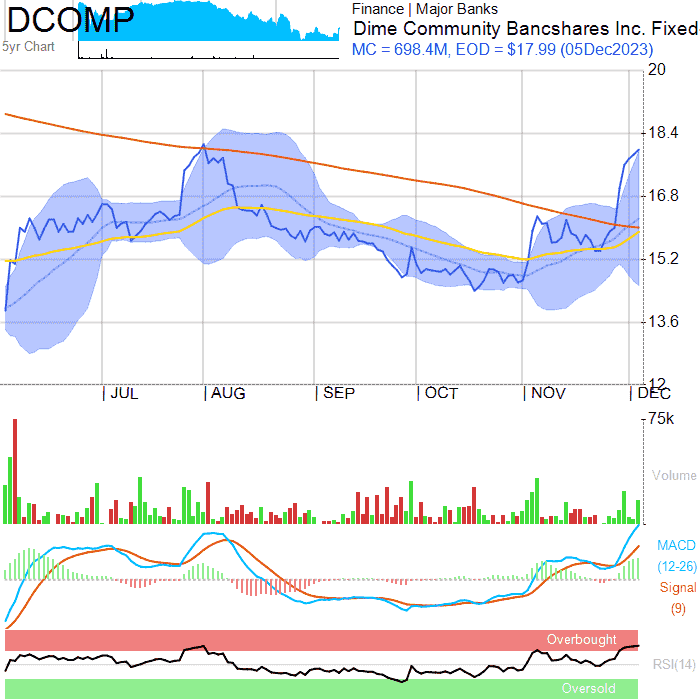 DCOMP
5yr Chart
Finance | Major Banks
Dime Community Bancshares Inc. Fixed
MC = 698.4M, EOD = $17.99 (05Dec2023)
20
18.4
16.8
15.2
13.6
12
JUL AUG SEP OCT NOV DEC
75k
Volume
MACD
(12-26)
Signal
(9)
Overbought
RSI(14)
Oversold